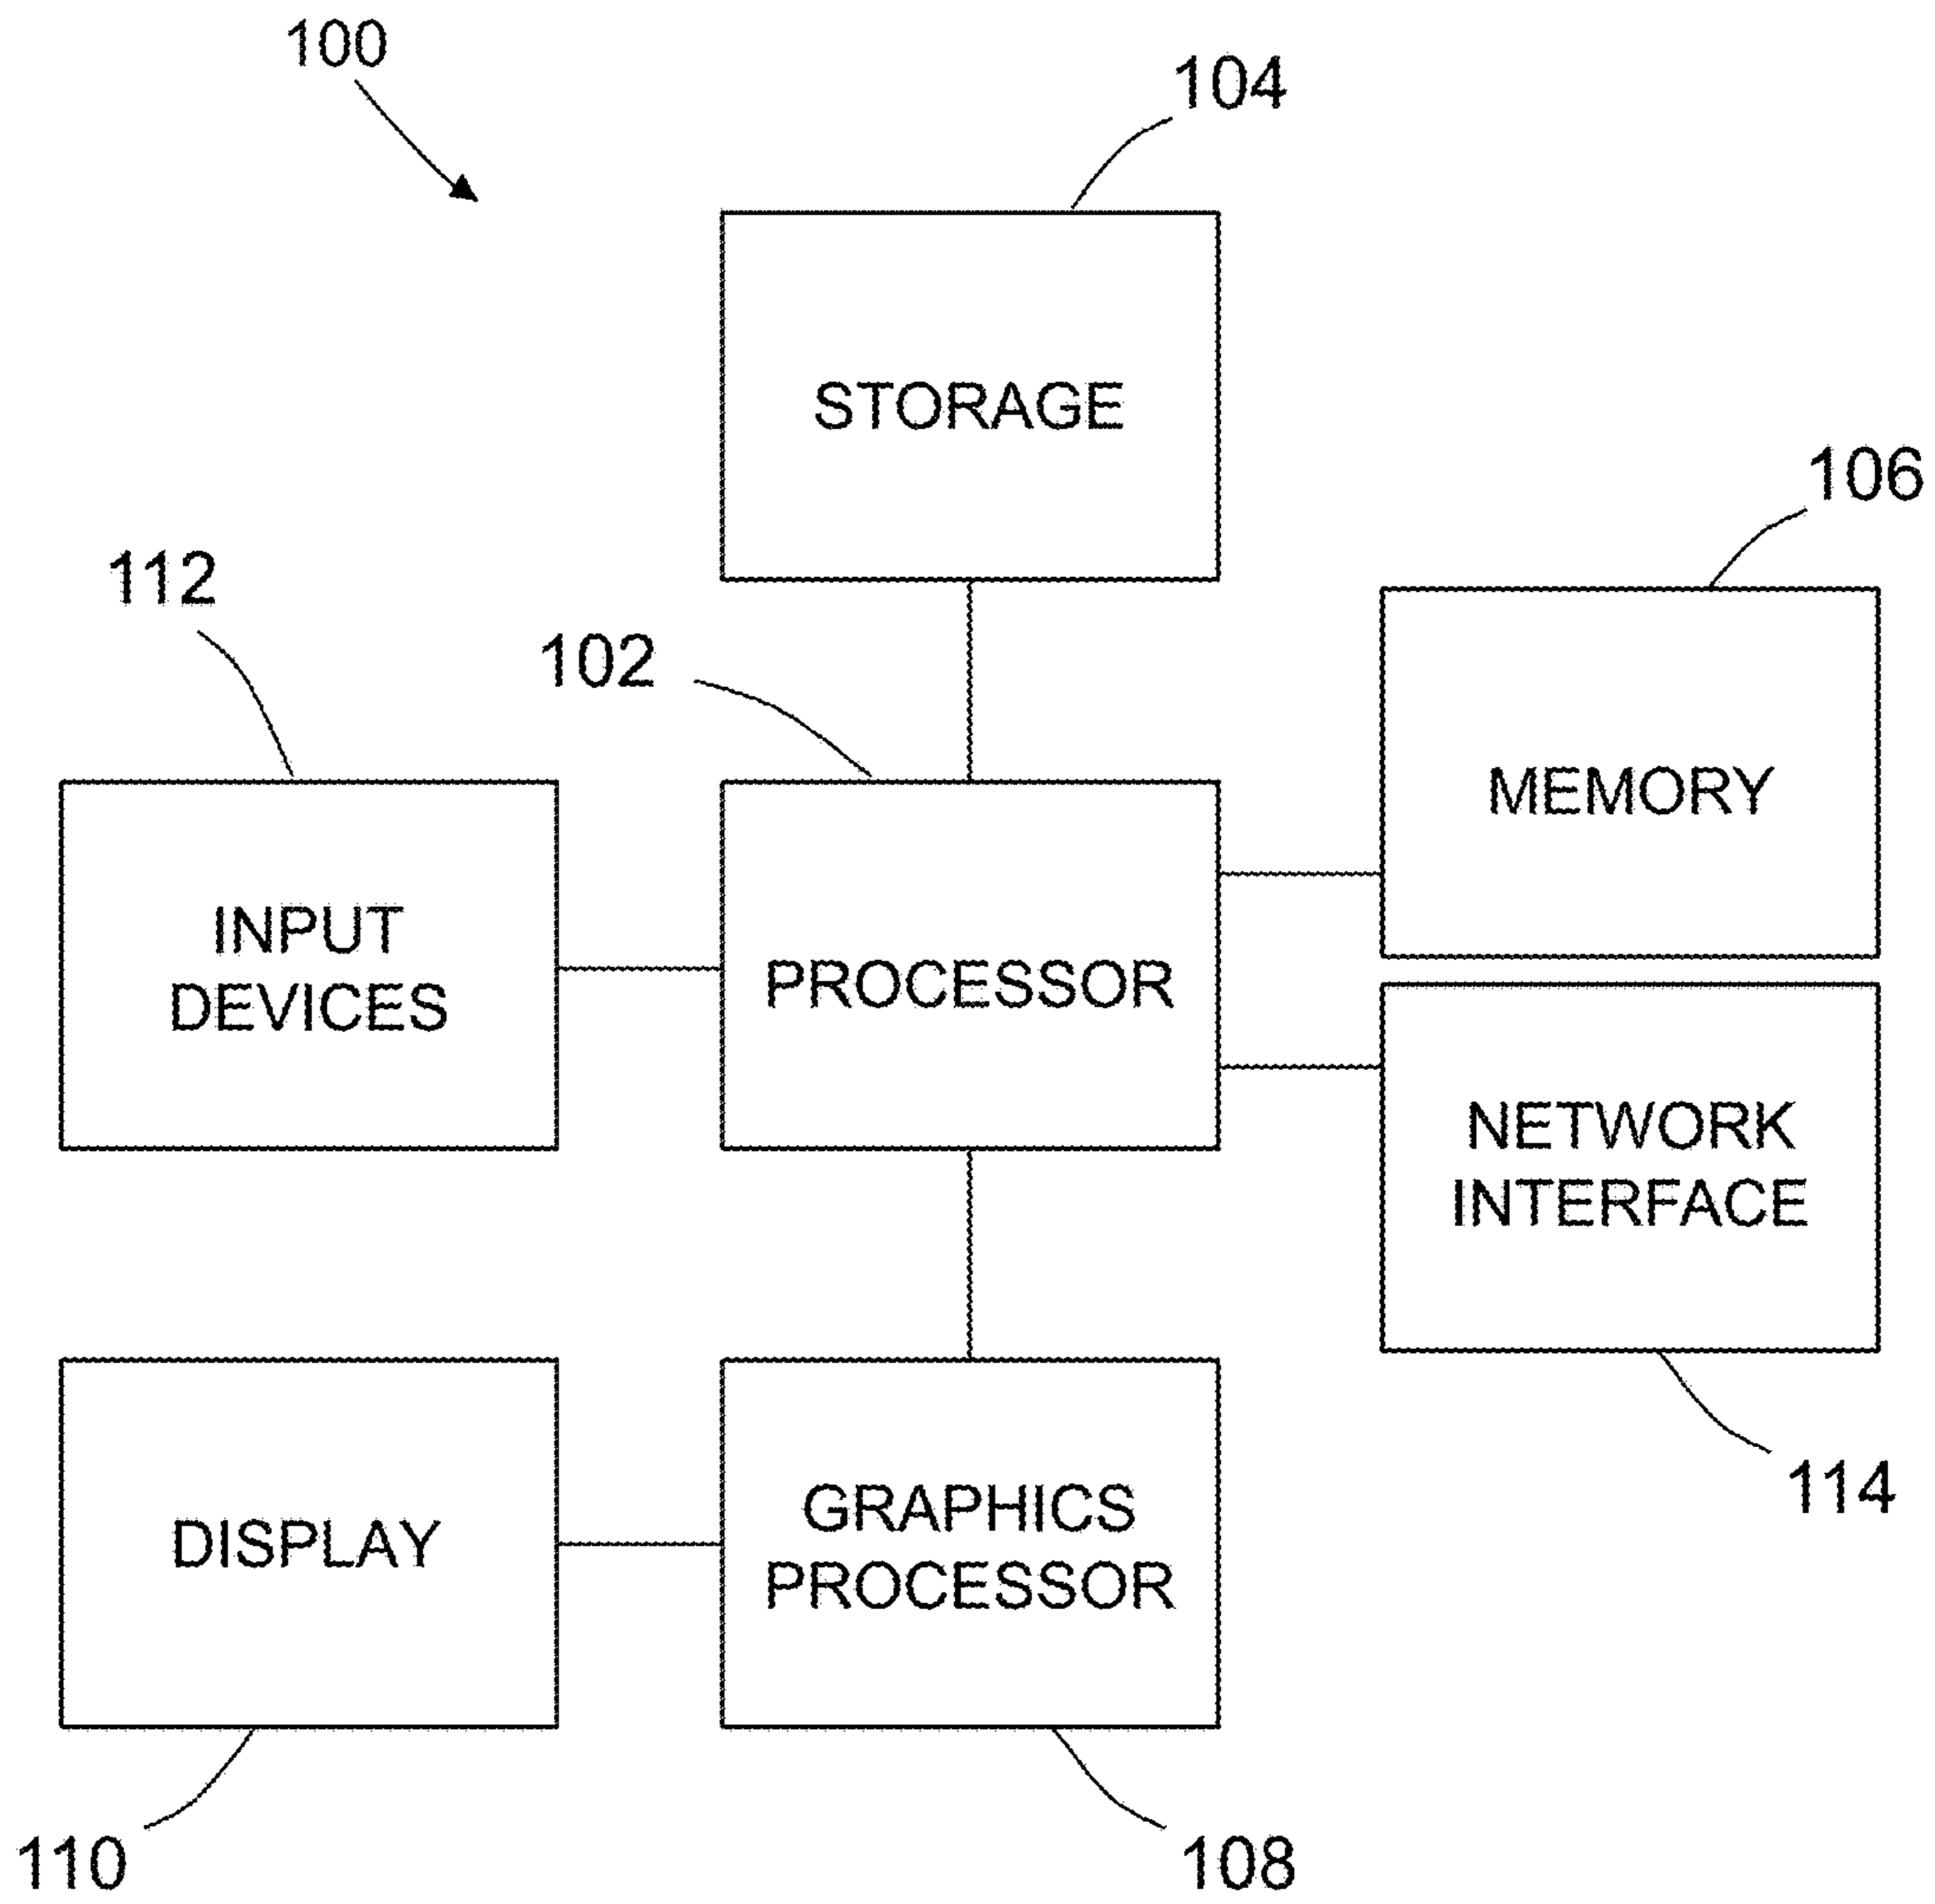 100
104
STORAGE
106
112
102
MEMORY
INPUT
DEVICES
PROCESSOR
NETWORK
INTERFACE
114
DISPLAY
GRAPHICS
PROCESSOR
110
108